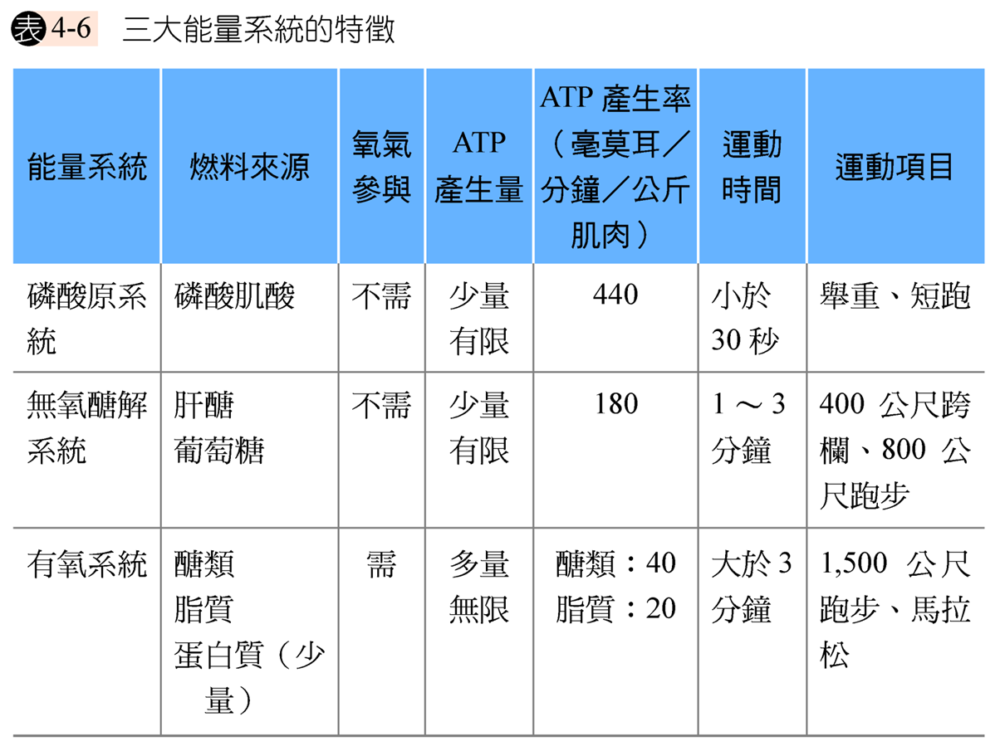 表 4-6 三大能量系統的特徵
能量系統
燃料來源
氧氣
參與
ATP
產生量
ATP 產生率
（毫莫耳／
分鐘／公斤
肌肉）
運動
時間
運動項目
磷酸原系
統
磷酸肌酸
不需
少量
有限
440
小於
30 秒
舉重、短跑
無氧醣解
系統
肝醣
葡萄糖
不需
少量
有限
180
1～3
分鐘
400 公尺跨
欄、800 公
尺跑步
有氧系統
醣類
脂質
蛋白質（少
量）
需
多量
無限
醣類：40
脂質：20
大於 3
分鐘
1,500 公尺
跑步、馬拉
松